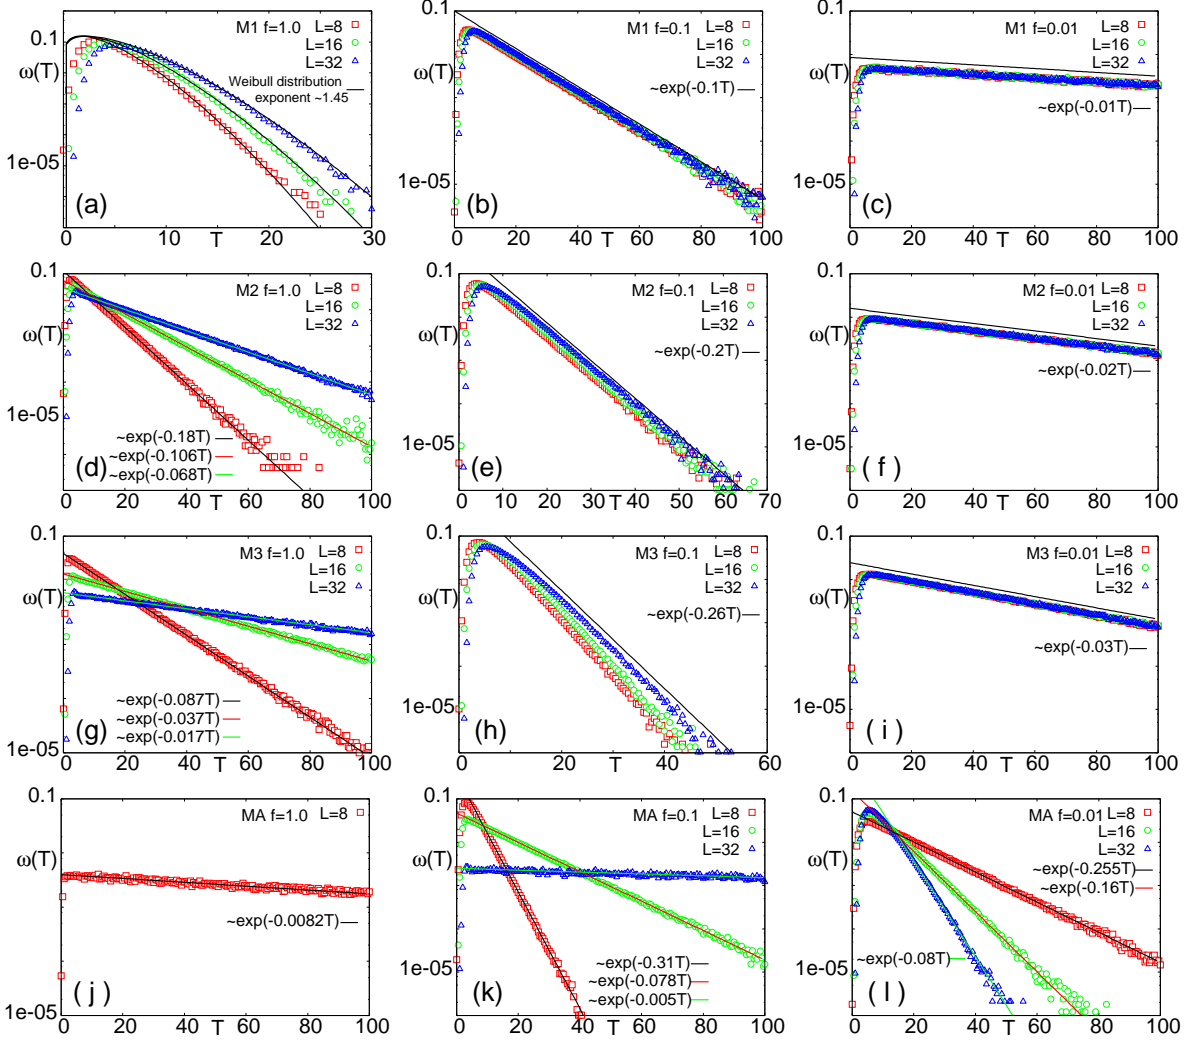 0.1
ω(T)
1e-05
M1 f=1.0 L=8
L=16
L=32
Weibull distribution
exponent ~1.45
(a)
0 10 T 20 30
0.1
ω(T)
1e-05
M1 f=0.1 L=8
L=16
L=32
~exp(-0.1T)
(b)
0 20 40 T 60 80 100
0.1
ω(T)
1e-05
M1 f=0.01 L=8
L=16
L=32
~exp(-0.01T)
(c)
0 20 40 T 60 80 100
0.1
ω(T)
1e-05
M2 f=1.0 L=8
L=16
L=32
~exp(-0.18T)
~exp(-0.106T)
~exp(-0.068T)
(d)
0 20 40 T 60 80 100
0.1
ω(T)
1e-05
M2 f=0.1 L=8
L=16
L=32
~exp(-0.2T)
(e)
0 10 20 30 T 40 50 60 70
0.1
ω(T)
1e-05
M2 f=0.01 L=8
L=16
L=32
~exp(-0.02T)
(f)
0 20 40 T 60 80 100
0.1
ω(T)
1e-05
M3 f=1.0 L=8
L=16
L=32
~exp(-0.087T)
~exp(-0.037T)
~exp(-0.017T)
(g)
0 20 40 T 60 80 100
0.1
ω(T)
1e-05
M3 f=0.1 L=8
L=16
L=32
~exp(-0.26T)
(h)
0 20 T 40 60
0.1
ω(T)
1e-05
M3 f=0.01 L=8
L=16
L=32
~exp(-0.03T)
(i)
0 20 40 T 60 80 100
0.1
ω(T)
1e-05
MA f=1.0 L=8
~exp(-0.0082T)
(j)
0 20 40 T 60 80 100
0.1
ω(T)
1e-05
MA f=0.1 L=8
L=16
L=32
~exp(-0.31T)
~exp(-0.078T)
~exp(-0.005T)
(k)
0 20 40 T 60 80 100
0.1
ω(T)
1e-05
MA f=0.01 L=8
L=16
L=32
~exp(-0.255T)
~exp(-0.16T)
~exp(-0.08T)
(l)
0 20 40 T 60 80 100